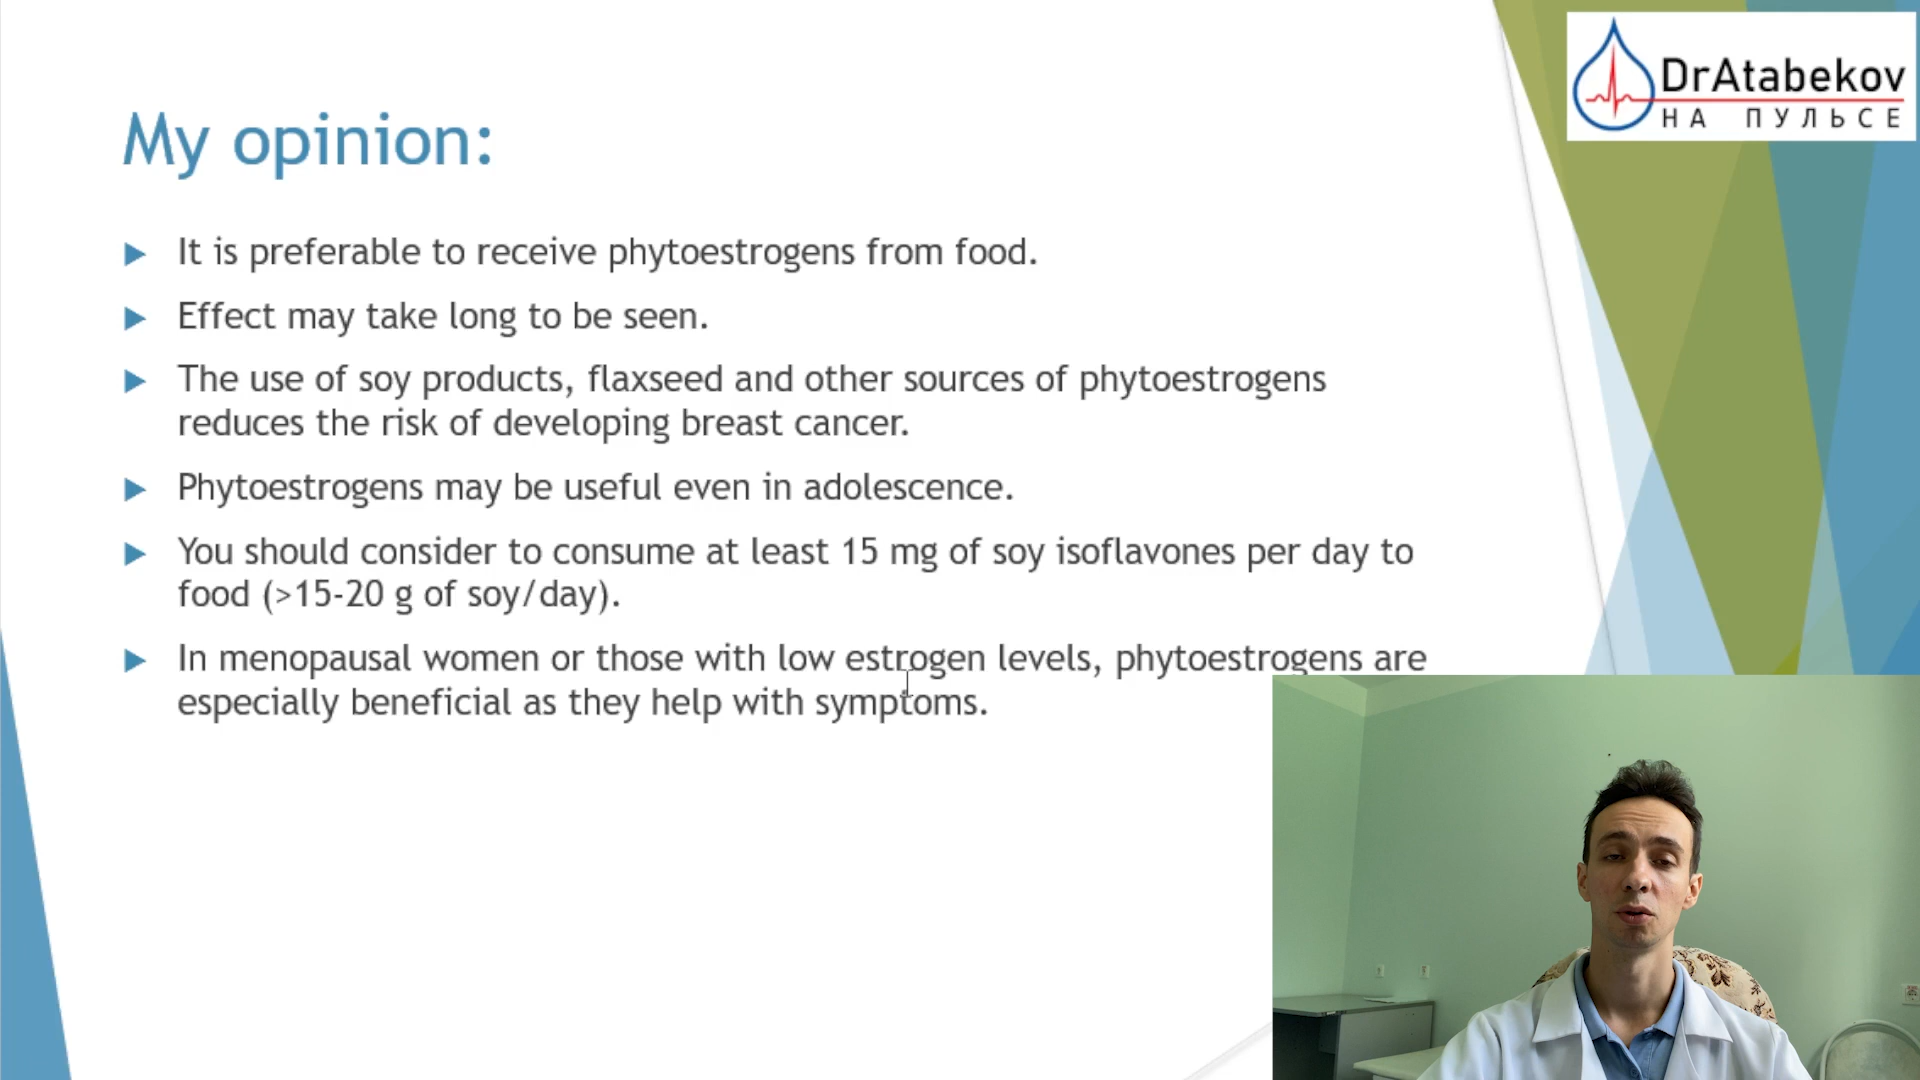 DrAtabekov
НА ПУЛЬСЕ
My opinion:
It is preferable to receive phytoestrogens from food.
Effect may take long to be seen.
The use of soy products, flaxseed and other sources of phytoestrogens
reduces the risk of developing breast cancer.
Phytoestrogens may be useful even in adolescence.
You should consider to consume at least 15 mg of soy isoflavones per day to
food (>15-20 g of soy/day).
In menopausal women or those with low estrogen levels, phytoestrogens are
especially beneficial as they help with symptoms.